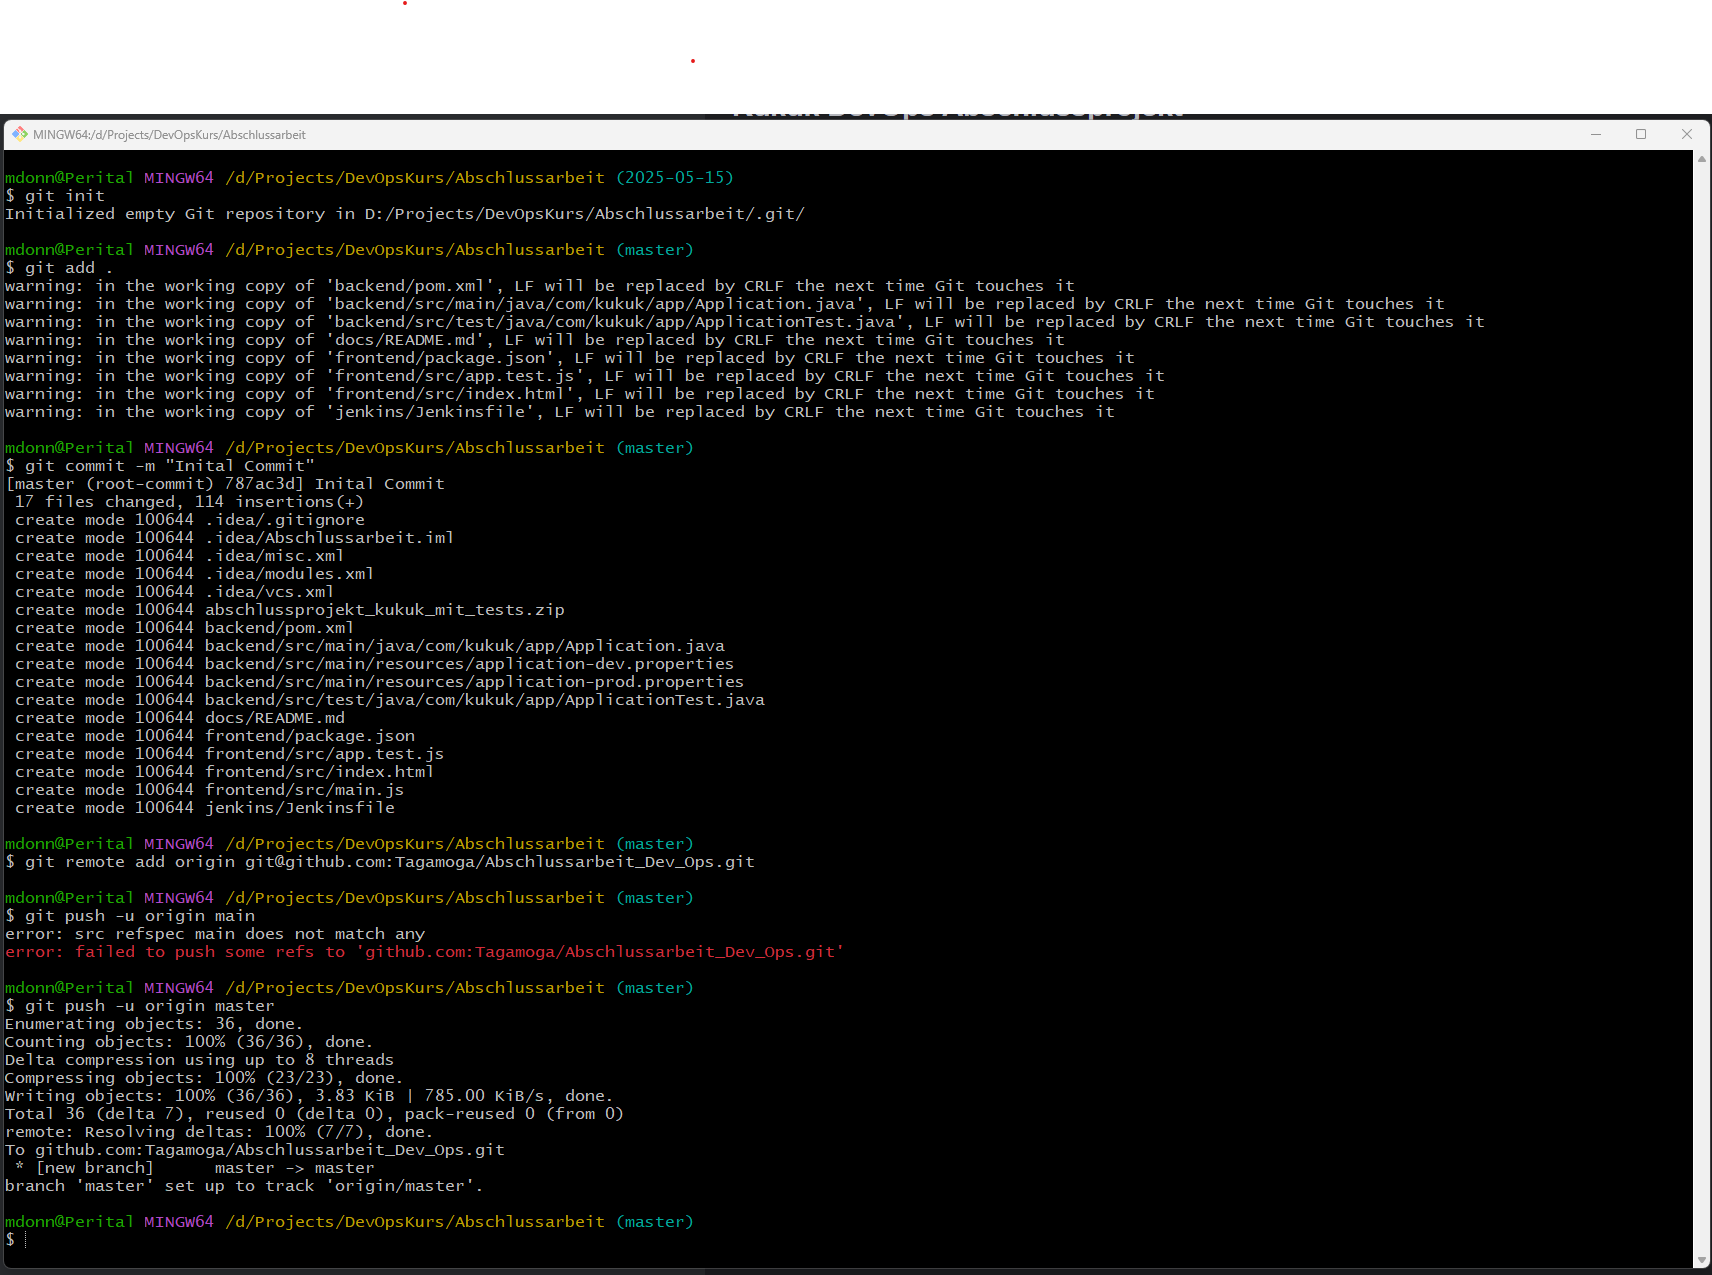 MINGW64:/d/Projects/DevOpsKurs/Abschlussarbeit
mdonn@Perital MINGW64 /d/Projects/DevOpsKurs/Abschlussarbeit (2025-05-15)
$ git init
Initialized empty Git repository in D:/Projects/DevOpsKurs/Abschlussarbeit/.git/
mdonn@Perital MINGW64 /d/Projects/DevOpsKurs/Abschlussarbeit (master)
$ git add .
warning: in the working copy of 'backend/pom.xml', LF will be replaced by CRLF the next time Git touches it
warning: in the working copy of 'backend/src/main/java/com/kukuk/app/Application.java', LF will be replaced by CRLF the next time Git touches it
warning: in the working copy of 'backend/src/test/java/com/kukuk/app/ApplicationTest.java', LF will be replaced by CRLF the next time Git touches it
warning: in the working copy of 'docs/README.md', LF will be replaced by CRLF the next time Git touches it
warning: in the working copy of 'frontend/package.json', LF will be replaced by CRLF the next time Git touches it
warning: in the working copy of 'frontend/src/app.test.js', LF will be replaced by CRLF the next time Git touches it
warning: in the working copy of 'frontend/src/index.html', LF will be replaced by CRLF the next time Git touches it
warning: in the working copy of 'jenkins/Jenkinsfile', LF will be replaced by CRLF the next time Git touches it
mdonn@Perital MINGW64 /d/Projects/DevOpsKurs/Abschlussarbeit (master)
$ git commit -m "Inital Commit"
[master (root-commit) 787ac3d] Inital Commit
17 files changed, 114 insertions(+)
create mode 100644 .idea/.gitignore
create mode 100644 .idea/Abschlussarbeit.iml
create mode 100644 .idea/misc.xml
create mode 100644 .idea/modules.xml
create mode 100644 .idea/vcs.xml
create mode 100644 abschlussprojekt_kukuk_mit_tests.zip
create mode 100644 backend/pom.xml
create mode 100644 backend/src/main/java/com/kukuk/app/Application.java
create mode 100644 backend/src/main/resources/application-dev.properties
create mode 100644 backend/src/main/resources/application-prod.properties
create mode 100644 backend/src/test/java/com/kukuk/app/ApplicationTest.java
create mode 100644 docs/README.md
create mode 100644 frontend/package.json
create mode 100644 frontend/src/app.test.js
create mode 100644 frontend/src/index.html
create mode 100644 frontend/src/main.js
create mode 100644 jenkins/Jenkinsfile
mdonn@Perital MINGW64 /d/Projects/DevOpsKurs/Abschlussarbeit (master)
$ git remote add origin git@github.com:Tagamoga/Abschlussarbeit_Dev_Ops.git
mdonn@Perital MINGW64 /d/Projects/DevOpsKurs/Abschlussarbeit (master)
$ git push -u origin main
error: src refspec main does not match any
error: failed to push some refs to 'github.com:Tagamoga/Abschlussarbeit_Dev_Ops.git'
mdonn@Perital MINGW64 /d/Projects/DevOpsKurs/Abschlussarbeit (master)
$ git push -u origin master
Enumerating objects: 36, done.
Counting objects: 100% (36/36), done.
Delta compression using up to 8 threads
Compressing objects: 100% (23/23), done.
Writing objects: 100% (36/36), 3.83 KiB | 785.00 KiB/s, done.
Total 36 (delta 7), reused 0 (delta 0), pack-reused 0 (from 0)
remote: Resolving deltas: 100% (7/7), done.
To github.com:Tagamoga/Abschlussarbeit_Dev_Ops.git
* [new branch] master -> master
branch 'master' set up to track 'origin/master'.
mdonn@Perital MINGW64 /d/Projects/DevOpsKurs/Abschlussarbeit (master)
$